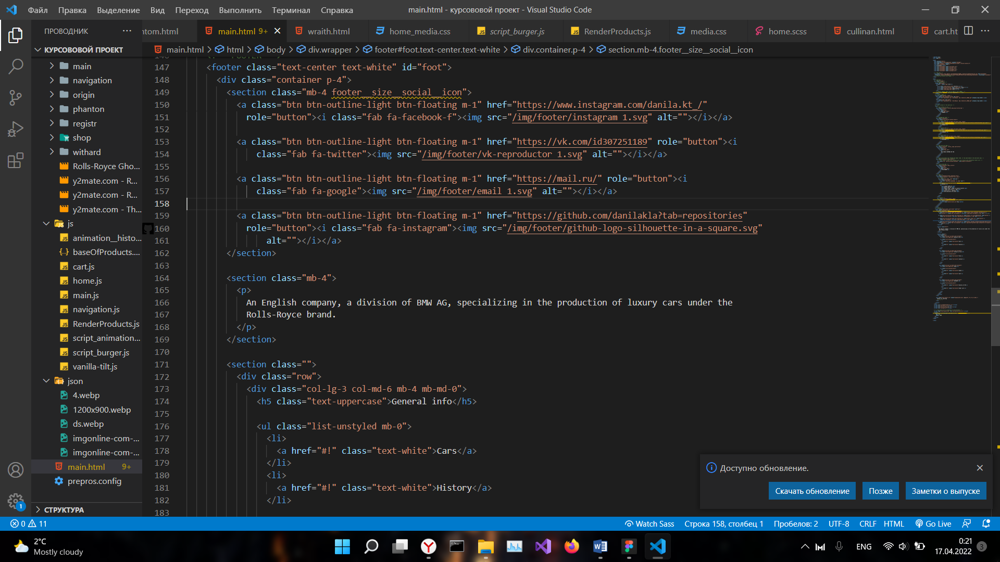 Файл Правка Выделение Вид Переход Выполнить Терминал Справка
main.html - курсововой проект - Visual Studio Code
ПРОВОДНИК
ntom.html main.html 9+ wraith.html home_media.css script_burger.js RenderProducts.js media.css home.scss cullinan.html cart.ht
КУРСОВОВОЙ ПРОЕКТ
main.html > html > body > div.wrapper > footer#foot.text-center.text-white > div.container.p-4 > section.mb-4.footer__size__social__icon
main
navigation
origin
phanton
registr
shop
withard
Rolls-Royce Gho...
y2mate.com - R...
y2mate.com - R...
y2mate.com - Th...
js
animation__histo...
baseOfProducts....
cart.js
home.js
main.js
navigation.js
RenderProducts.js
script_animation...
script_burger.js
vanilla-tilt.js
json
4.webp
1200x900.webp
ds.webp
imgonline-com-...
imgonline-com-...
main.html 9+
prepros.config
СТРУКТУРА
147 <footer class="text-center text-white" id="foot">
148 <div class="container p-4">
149 <section class="mb-4 footer__size__social__icon">
150 <a class="btn btn-outline-light btn-floating m-1" href="https://www.instagram.com/danila.kt_/"
151 role="button"><i class="fab fa-facebook-f"><img src="/img/footer/instagram 1.svg" alt=""></i></a>
152
153 <a class="btn btn-outline-light btn-floating m-1" href="https://vk.com/id307251189" role="button"><i
154 class="fab fa-twitter"><img src="/img/footer/vk-reproductor 1.svg" alt=""></i></a>
155
156 <a class="btn btn-outline-light btn-floating m-1" href="https://mail.ru/" role="button"><i
157 class="fab fa-google"><img src="/img/footer/email 1.svg" alt=""></i></a>
158
159 <a class="btn btn-outline-light btn-floating m-1" href="https://github.com/danilakla?tab=repositories"
160 role="button"><i class="fab fa-instagram"><img src="/img/footer/github-logo-silhouette-in-a-square.svg"
161 alt=""></i></a>
162 </section>
163
164 <section class="mb-4">
165 <p>
166 An English company, a division of BMW AG, specializing in the production of luxury cars under the
167 Rolls-Royce brand.
168 </p>
169 </section>
170
171 <section class="">
172 <div class="row">
173 <div class="col-lg-3 col-md-6 mb-4 mb-md-0">
174 <h5 class="text-uppercase">General info</h5>
175
176 <ul class="list-unstyled mb-0">
177 <li>
178 <a href="#!" class="text-white">Cars</a>
179 </li>
180 <li>
181 <a href="#!" class="text-white">History</a>
182 </li>
183
Доступно обновление.
Скачать обновление Позже Заметки о выпуске
1
0 11
Watch Sass Строка 158, столбец 1 Пробелов: 2 UTF-8 CRLF HTML Go Live
2°C
Mostly cloudy
ENG
0:21
17.04.2022
3